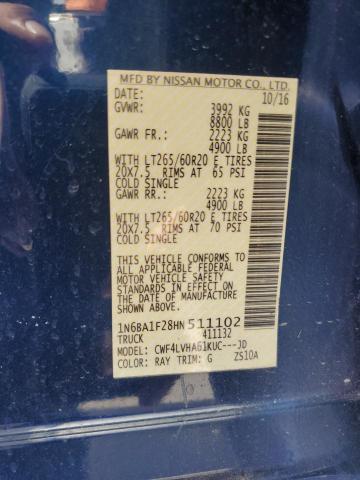 MFD BY NISSAN MOTOR CO., LTD.
DATE: 10/16
GVWR: 3992 KG
8800 LB
GAWR FR.: 2223 KG
4900 LB
WITH LT265/60R20 E TIRES
20X7.5 RIMS AT 65 PSI
COLD SINGLE
GAWR RR.: 2223 KG
4900 LB
WITH LT265/60R20 E TIRES
20X7.5 RIMS AT 70 PSI
COLD SINGLE
THIS VEHICLE CONFORMS TO ALL
APPLICABLE FEDERAL MOTOR
VEHICLE SAFETY STANDARDS IN
EFFECT ON THE DATE OF
MANUFACTURE SHOWN
ABOVE.
1N6BA1F28HN511102
TRUCK 411132
MODEL: CWF4LVHA61KUC---JD
COLOR: RAY TRIM: G ZS10A